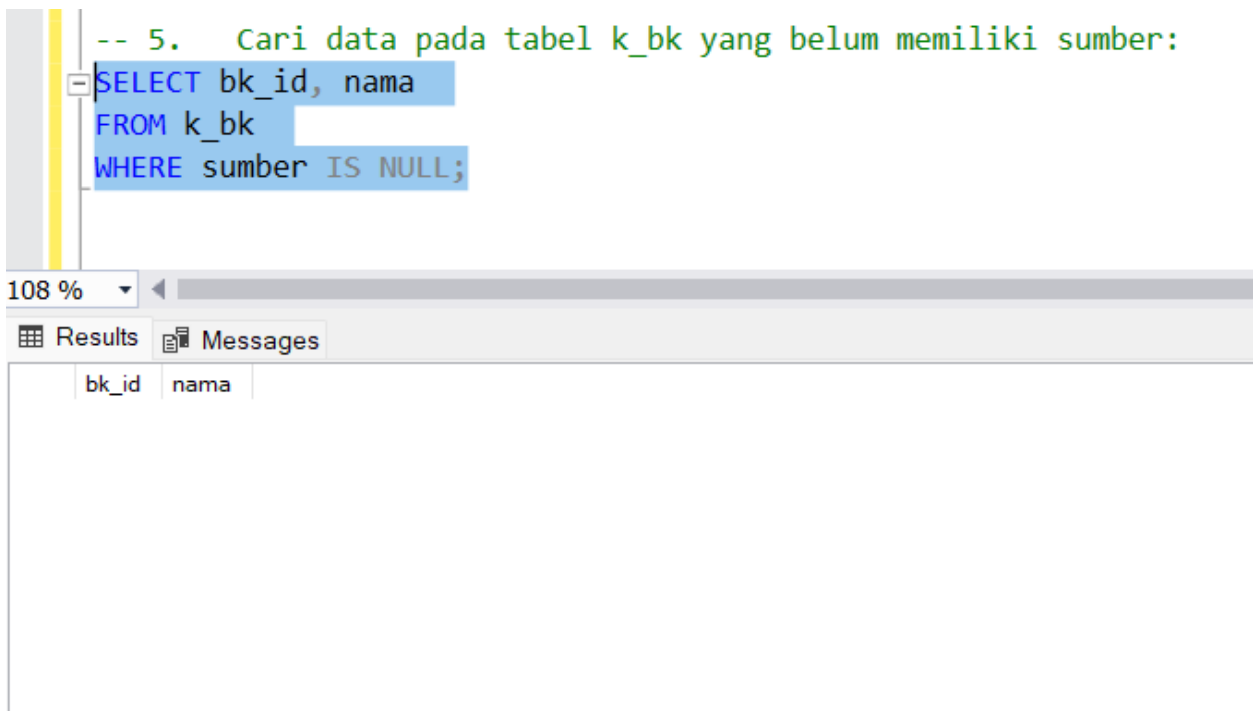 -- 5.   Cari data pada tabel k_bk yang belum memiliki sumber:
SELECT bk_id, nama
FROM k_bk
WHERE sumber IS NULL;
108 %
Results Messages
bk_id nama